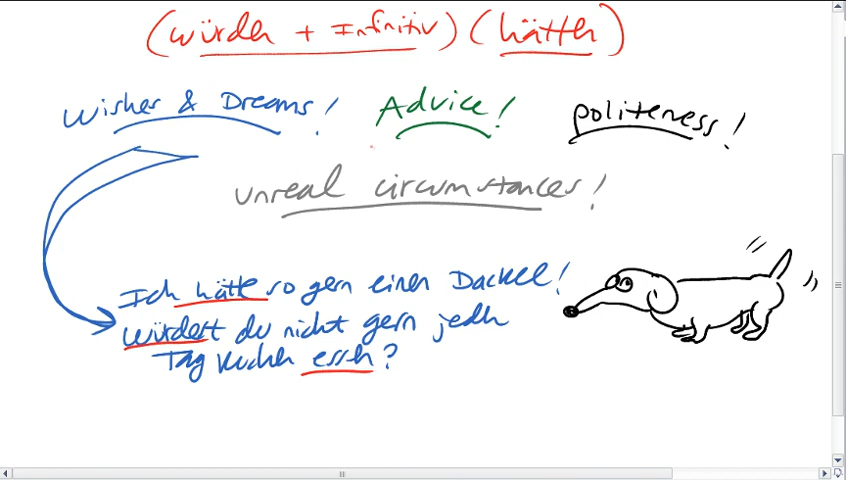 (würden + Infinitiv) (hätten)
Wishes & Dreams! Advice! politeness!
unreal circumstances!
Ich hätte so gern einen Dackel!
Würdest du nicht gern jeden
Tag Kuchen essen?